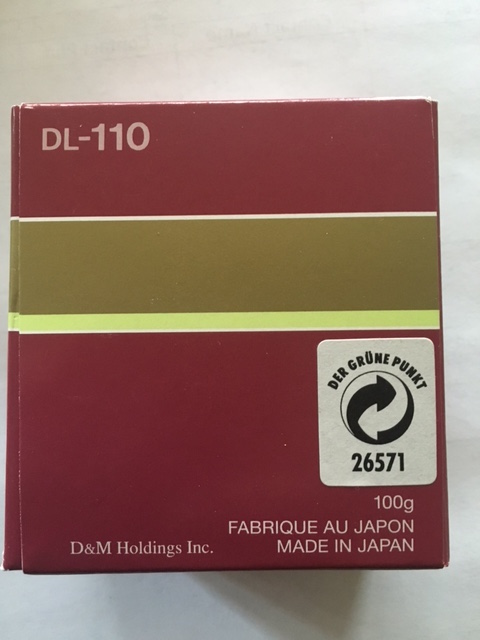 DL-110
DER GRÜNE PUNKT
26571
100g
FABRIQUE AU JAPON
MADE IN JAPAN
D&M Holdings Inc.